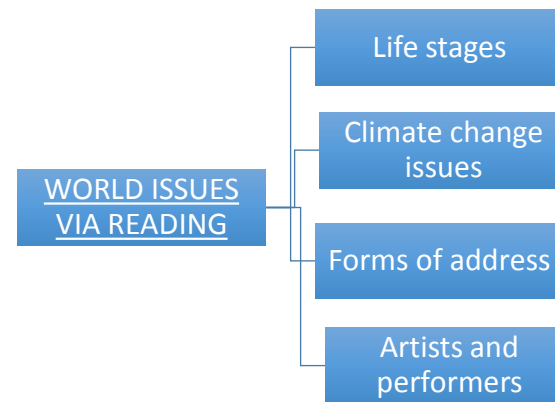 WORLD ISSUES
VIA READING
Life stages
Climate change
issues
Forms of address
Artists and
performers